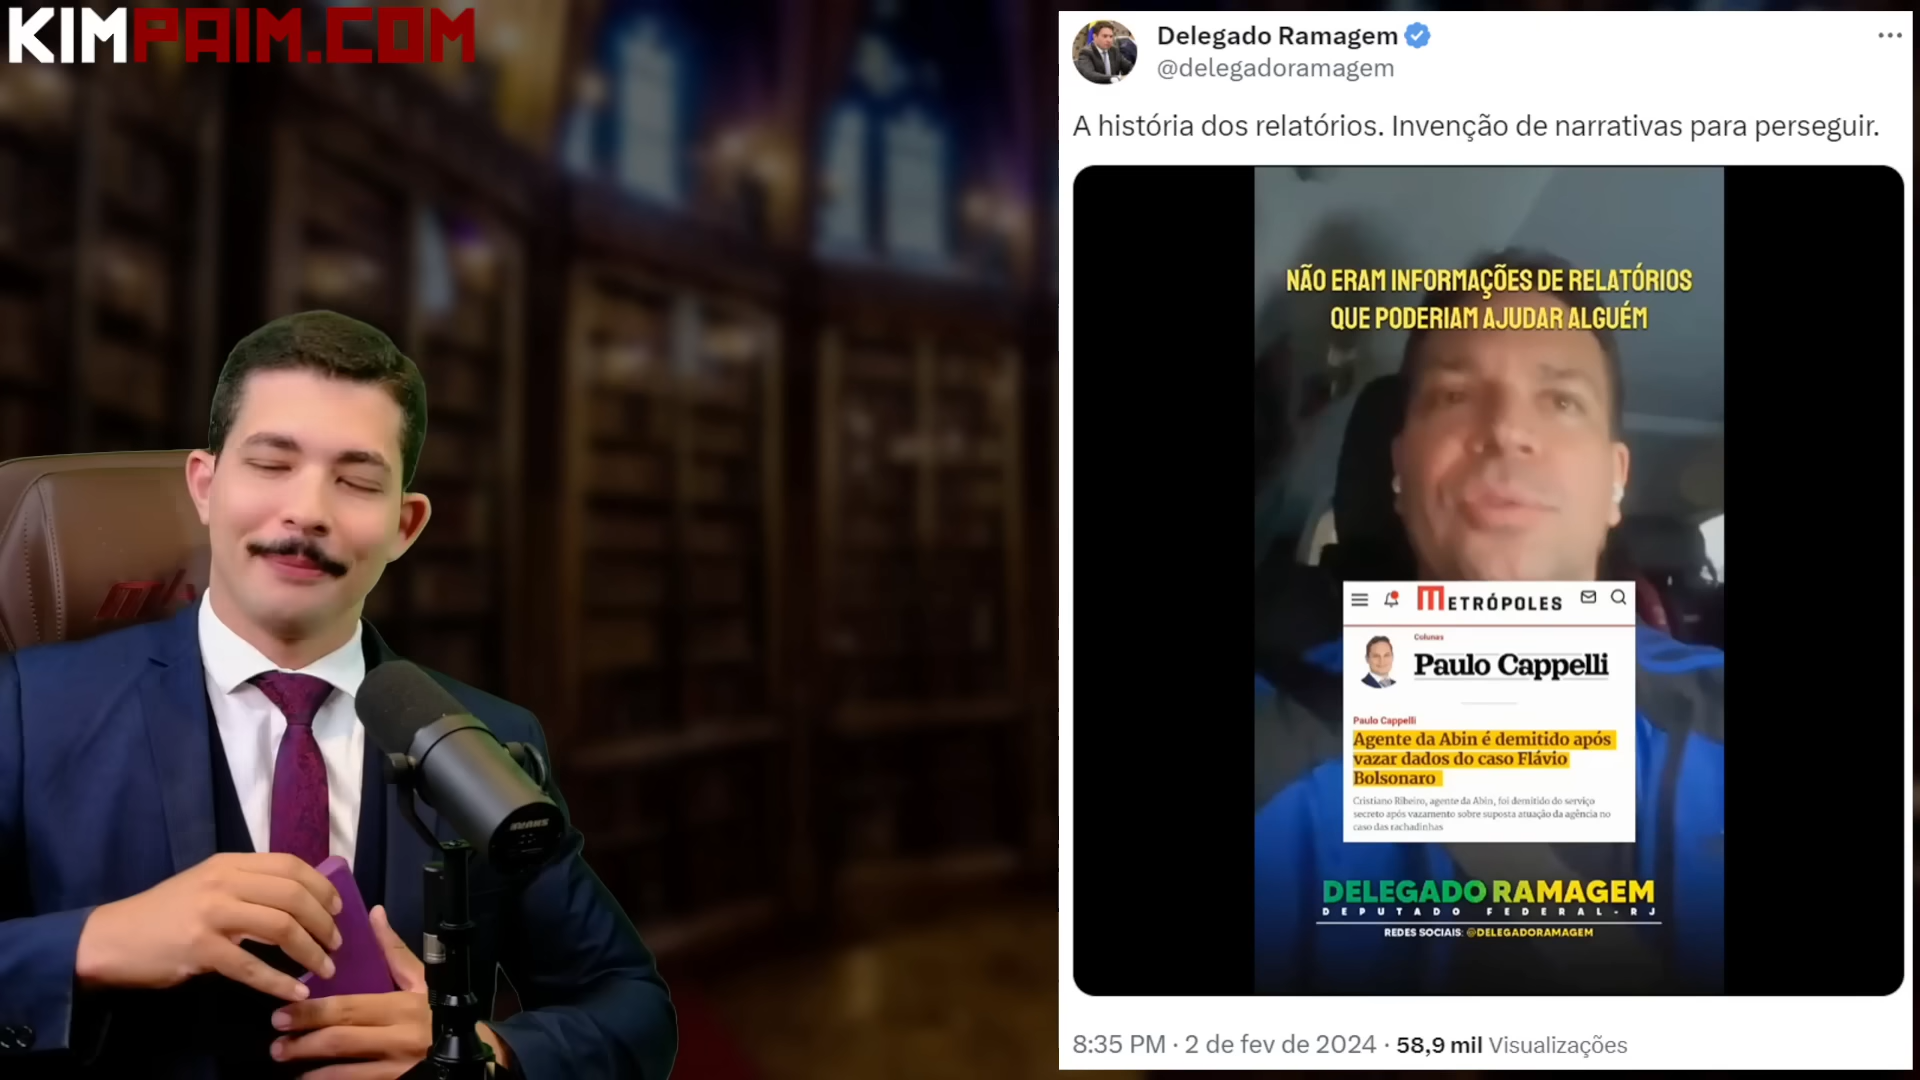 KIMPAIM.COM
Delegado Ramagem
@delegadoramagem
A história dos relatórios. Invenção de narrativas para perseguir.
NÃO ERAM INFORMAÇÕES DE RELATÓRIOS
QUE PODERIAM AJUDAR ALGUÉM
METRÓPOLES
Colunas
Paulo Cappelli
Paulo Cappelli
Agente da Abin é demitido após
vazar dados do caso Flávio
Bolsonaro
Cristiano Ribeiro, agente da Abin, foi demitido do serviço
secreto após vazamento sobre suposta atuação da agência no
caso das rachadinhas
DELEGADO RAMAGEM
DEPUTADO FEDERAL-RJ
REDES SOCIAIS: @DELEGADORAMAGEM
8:35 PM · 2 de fev de 2024 · 58,9 mil Visualizações